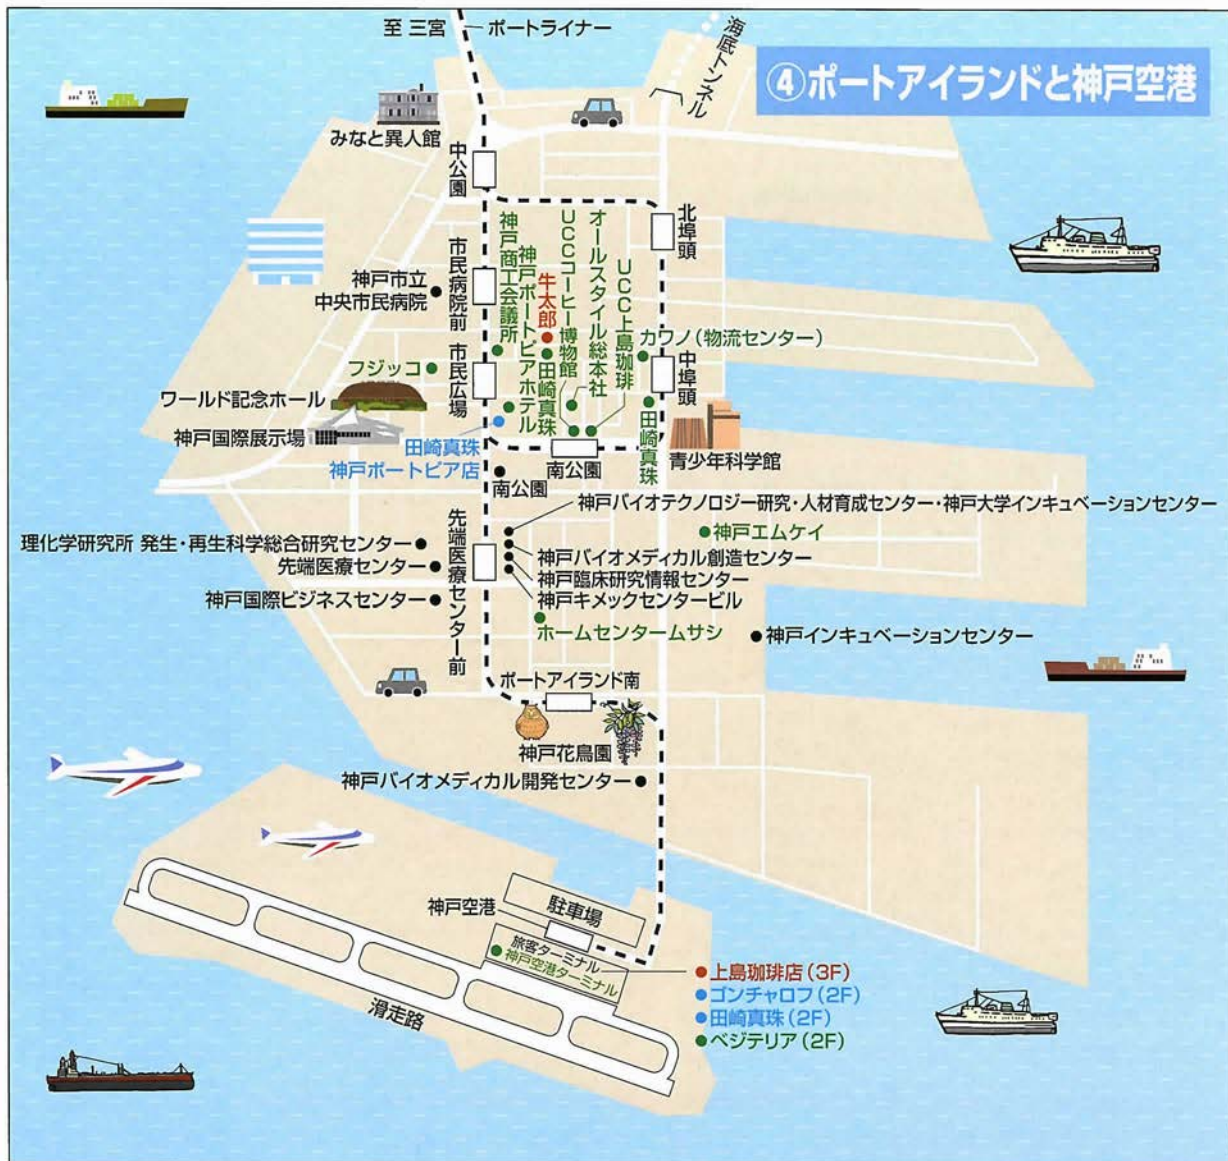 至 三宮
ポートライナー
海底トンネル
④ポートアイランドと神戸空港
みなと異人館
中公園
北埠頭
市民病院前
神戸市立
中央市民病院
神戸商工会議所
神戸ポートピアホテル
牛太郎
田崎真珠
UCCコーヒー博物館
オールスタイル総本社
UCC上島珈琲
カワノ(物流センター)
フジッコ
市民広場
中埠頭
ワールド記念ホール
神戸国際展示場
田崎真珠
神戸ポートピア店
南公園
田崎真珠
青少年科学館
南公園
神戸バイオテクノロジー研究・人材育成センター・神戸大学インキュベーションセンター
神戸エムケイ
先端医療センター前
理化学研究所 発生・再生科学総合研究センター
神戸バイオメディカル創造センター
先端医療センター
神戸臨床研究情報センター
神戸国際ビジネスセンター
神戸キメックセンタービル
ホームセンタームサシ
神戸インキュベーションセンター
ポートアイランド南
神戸花鳥園
神戸バイオメディカル開発センター
神戸空港
駐車場
旅客ターミナル
神戸空港ターミナル
滑走路
上島珈琲店(3F)
ゴンチャロフ(2F)
田崎真珠(2F)
ベジテリア(2F)